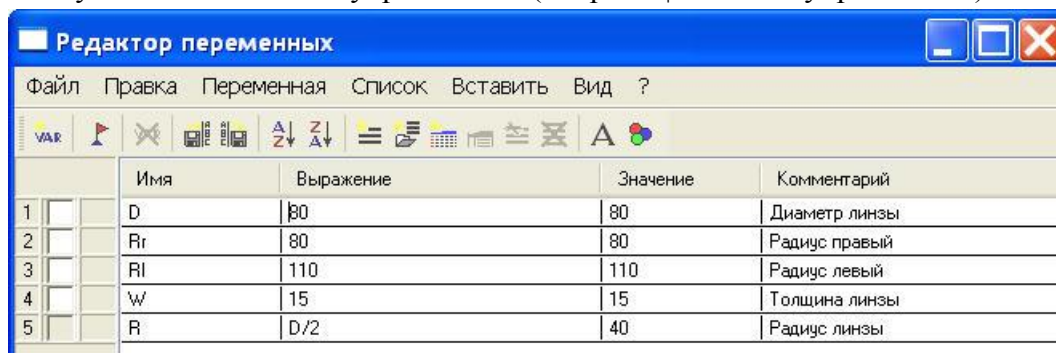 Редактор переменных
Файл Правка Переменная Список Вставить Вид ?
VAR A Z Z A A
Имя Выражение Значение Комментарий
1 D 80 80 Диаметр линзы
2 Rr 80 80 Радиус правый
3 Rl 110 110 Радиус левый
4 W 15 15 Толщина линзы
5 R D/2 40 Радиус линзы